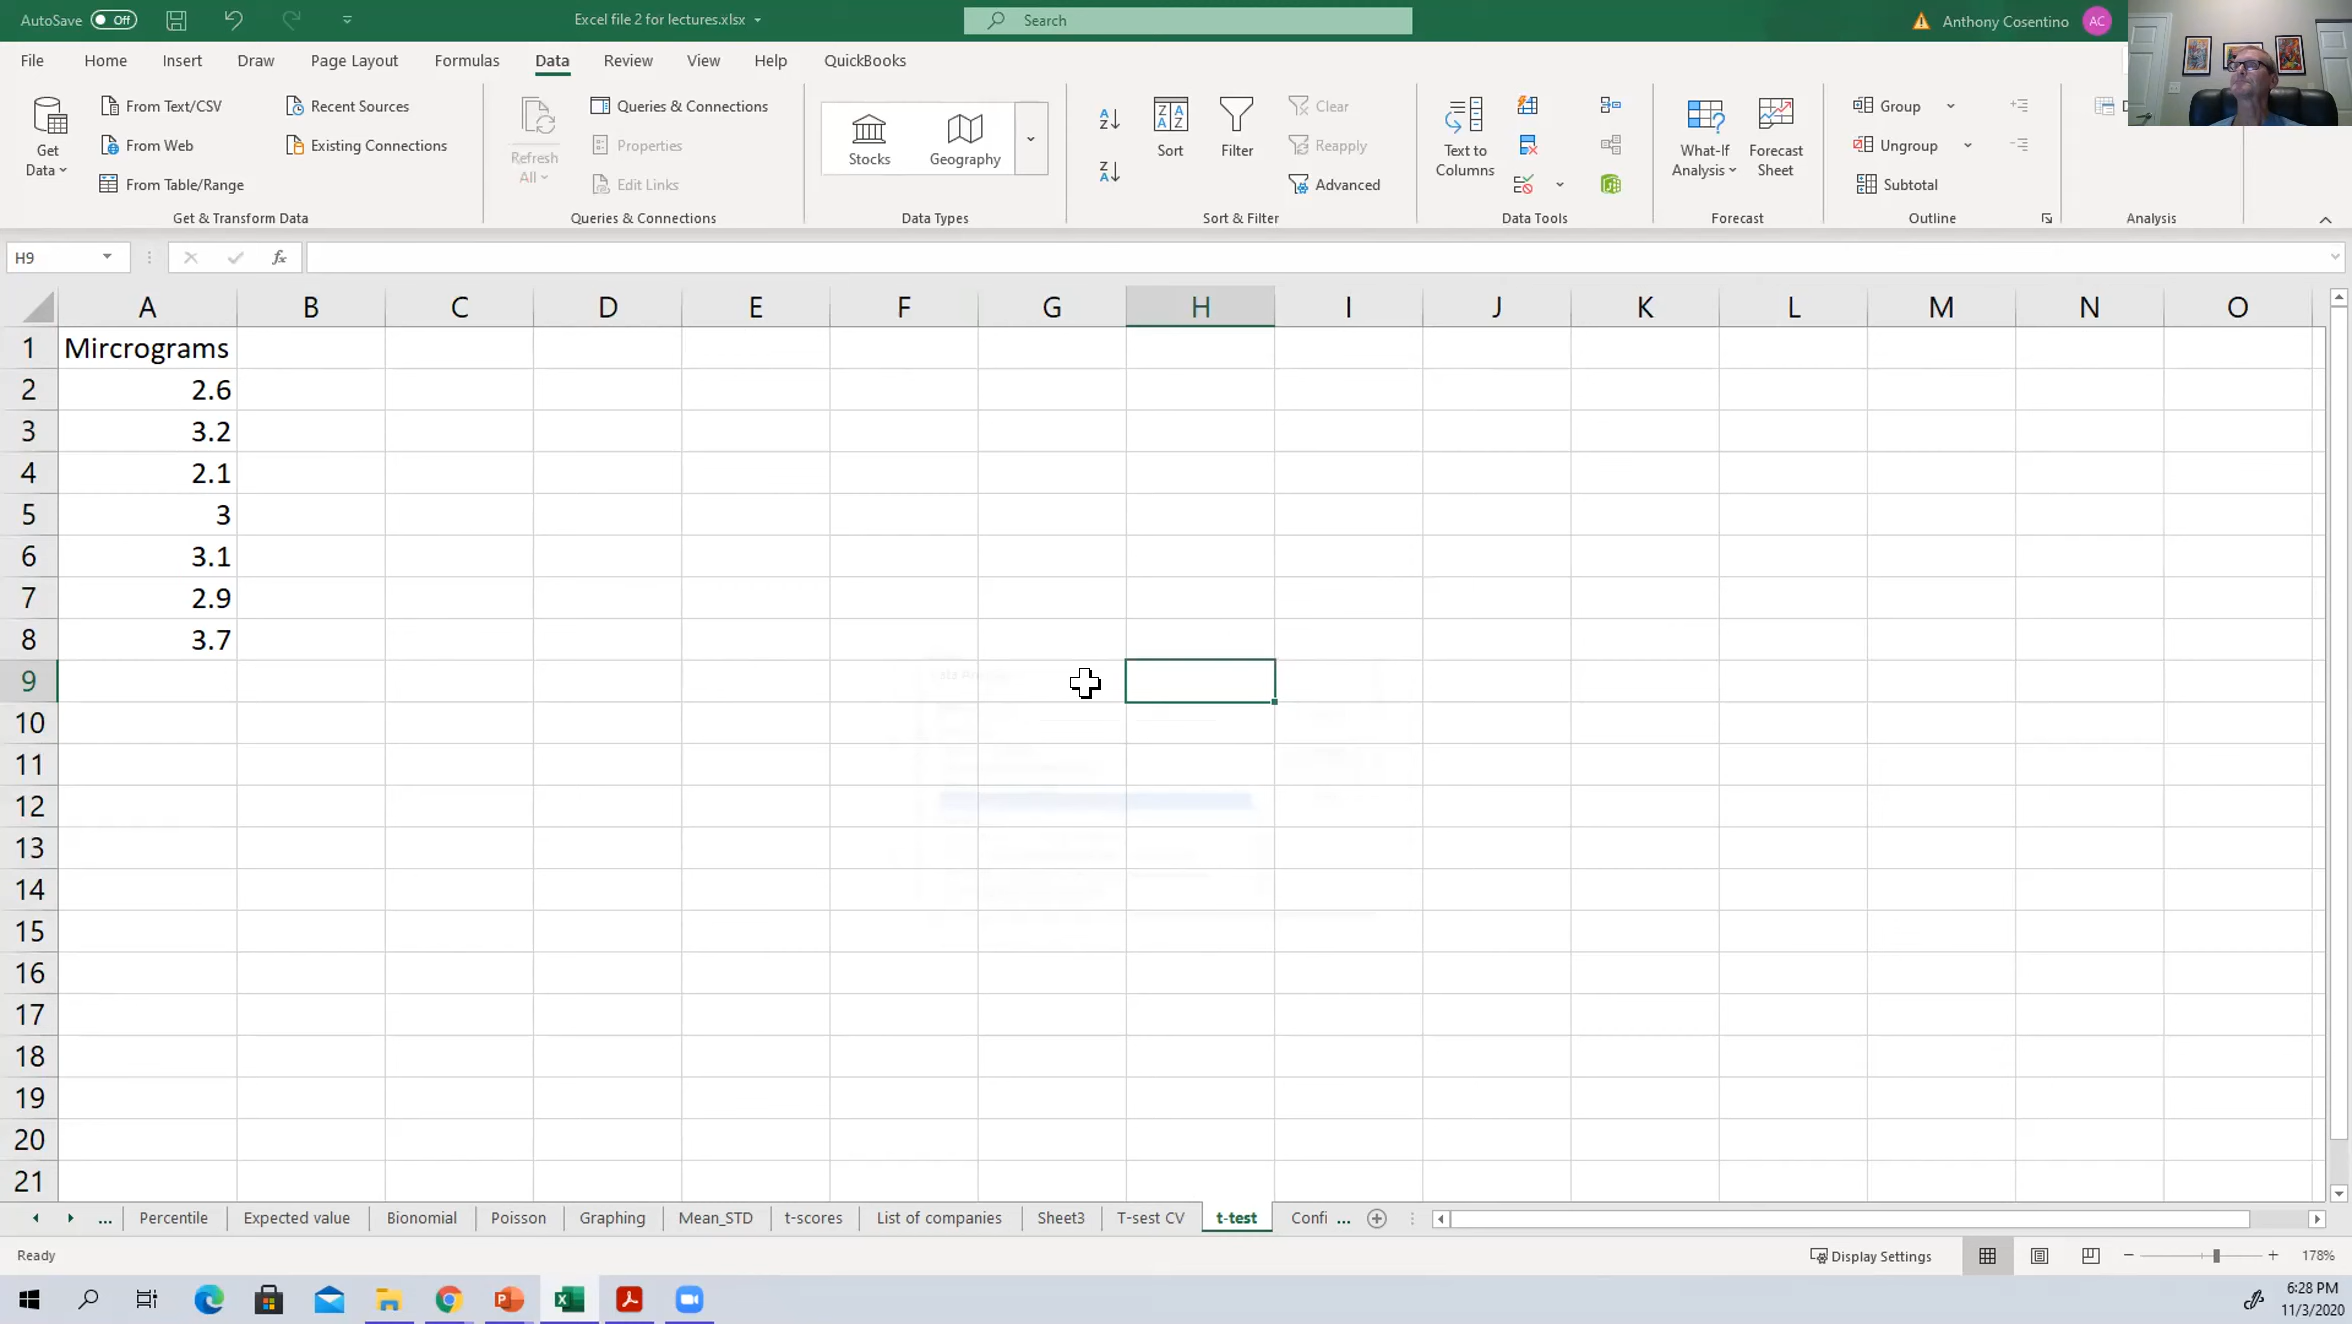 AutoSave Off Excel file 2 for lectures.xlsx Search Anthony Cosentino AC
File Home Insert Draw Page Layout Formulas Data Review View Help QuickBooks
Get Data
From Text/CSV
From Web
From Table/Range
Recent Sources
Existing Connections
Get & Transform Data
Refresh All
Queries & Connections
Properties
Edit Links
Queries & Connections
Stocks
Geography
Data Types
Sort
Filter
Clear
Reapply
Advanced
Sort & Filter
Text to Columns
Data Tools
What-If Analysis
Forecast Sheet
Forecast
Group
Ungroup
Subtotal
Outline
Analysis
H9 fx
A B C D E F G H I J K L M N O
1 Mircrograms
2 2.6
3 3.2
4 2.1
5 3
6 3.1
7 2.9
8 3.7
9
10
11
12
13
14
15
16
17
18
19
20
21
... Percentile Expected value Binomial Poisson Graphing Mean_STD t-scores List of companies Sheet3 T-sest CV t-test Confi ...
Ready Display Settings 178%
6:28 PM
11/3/2020